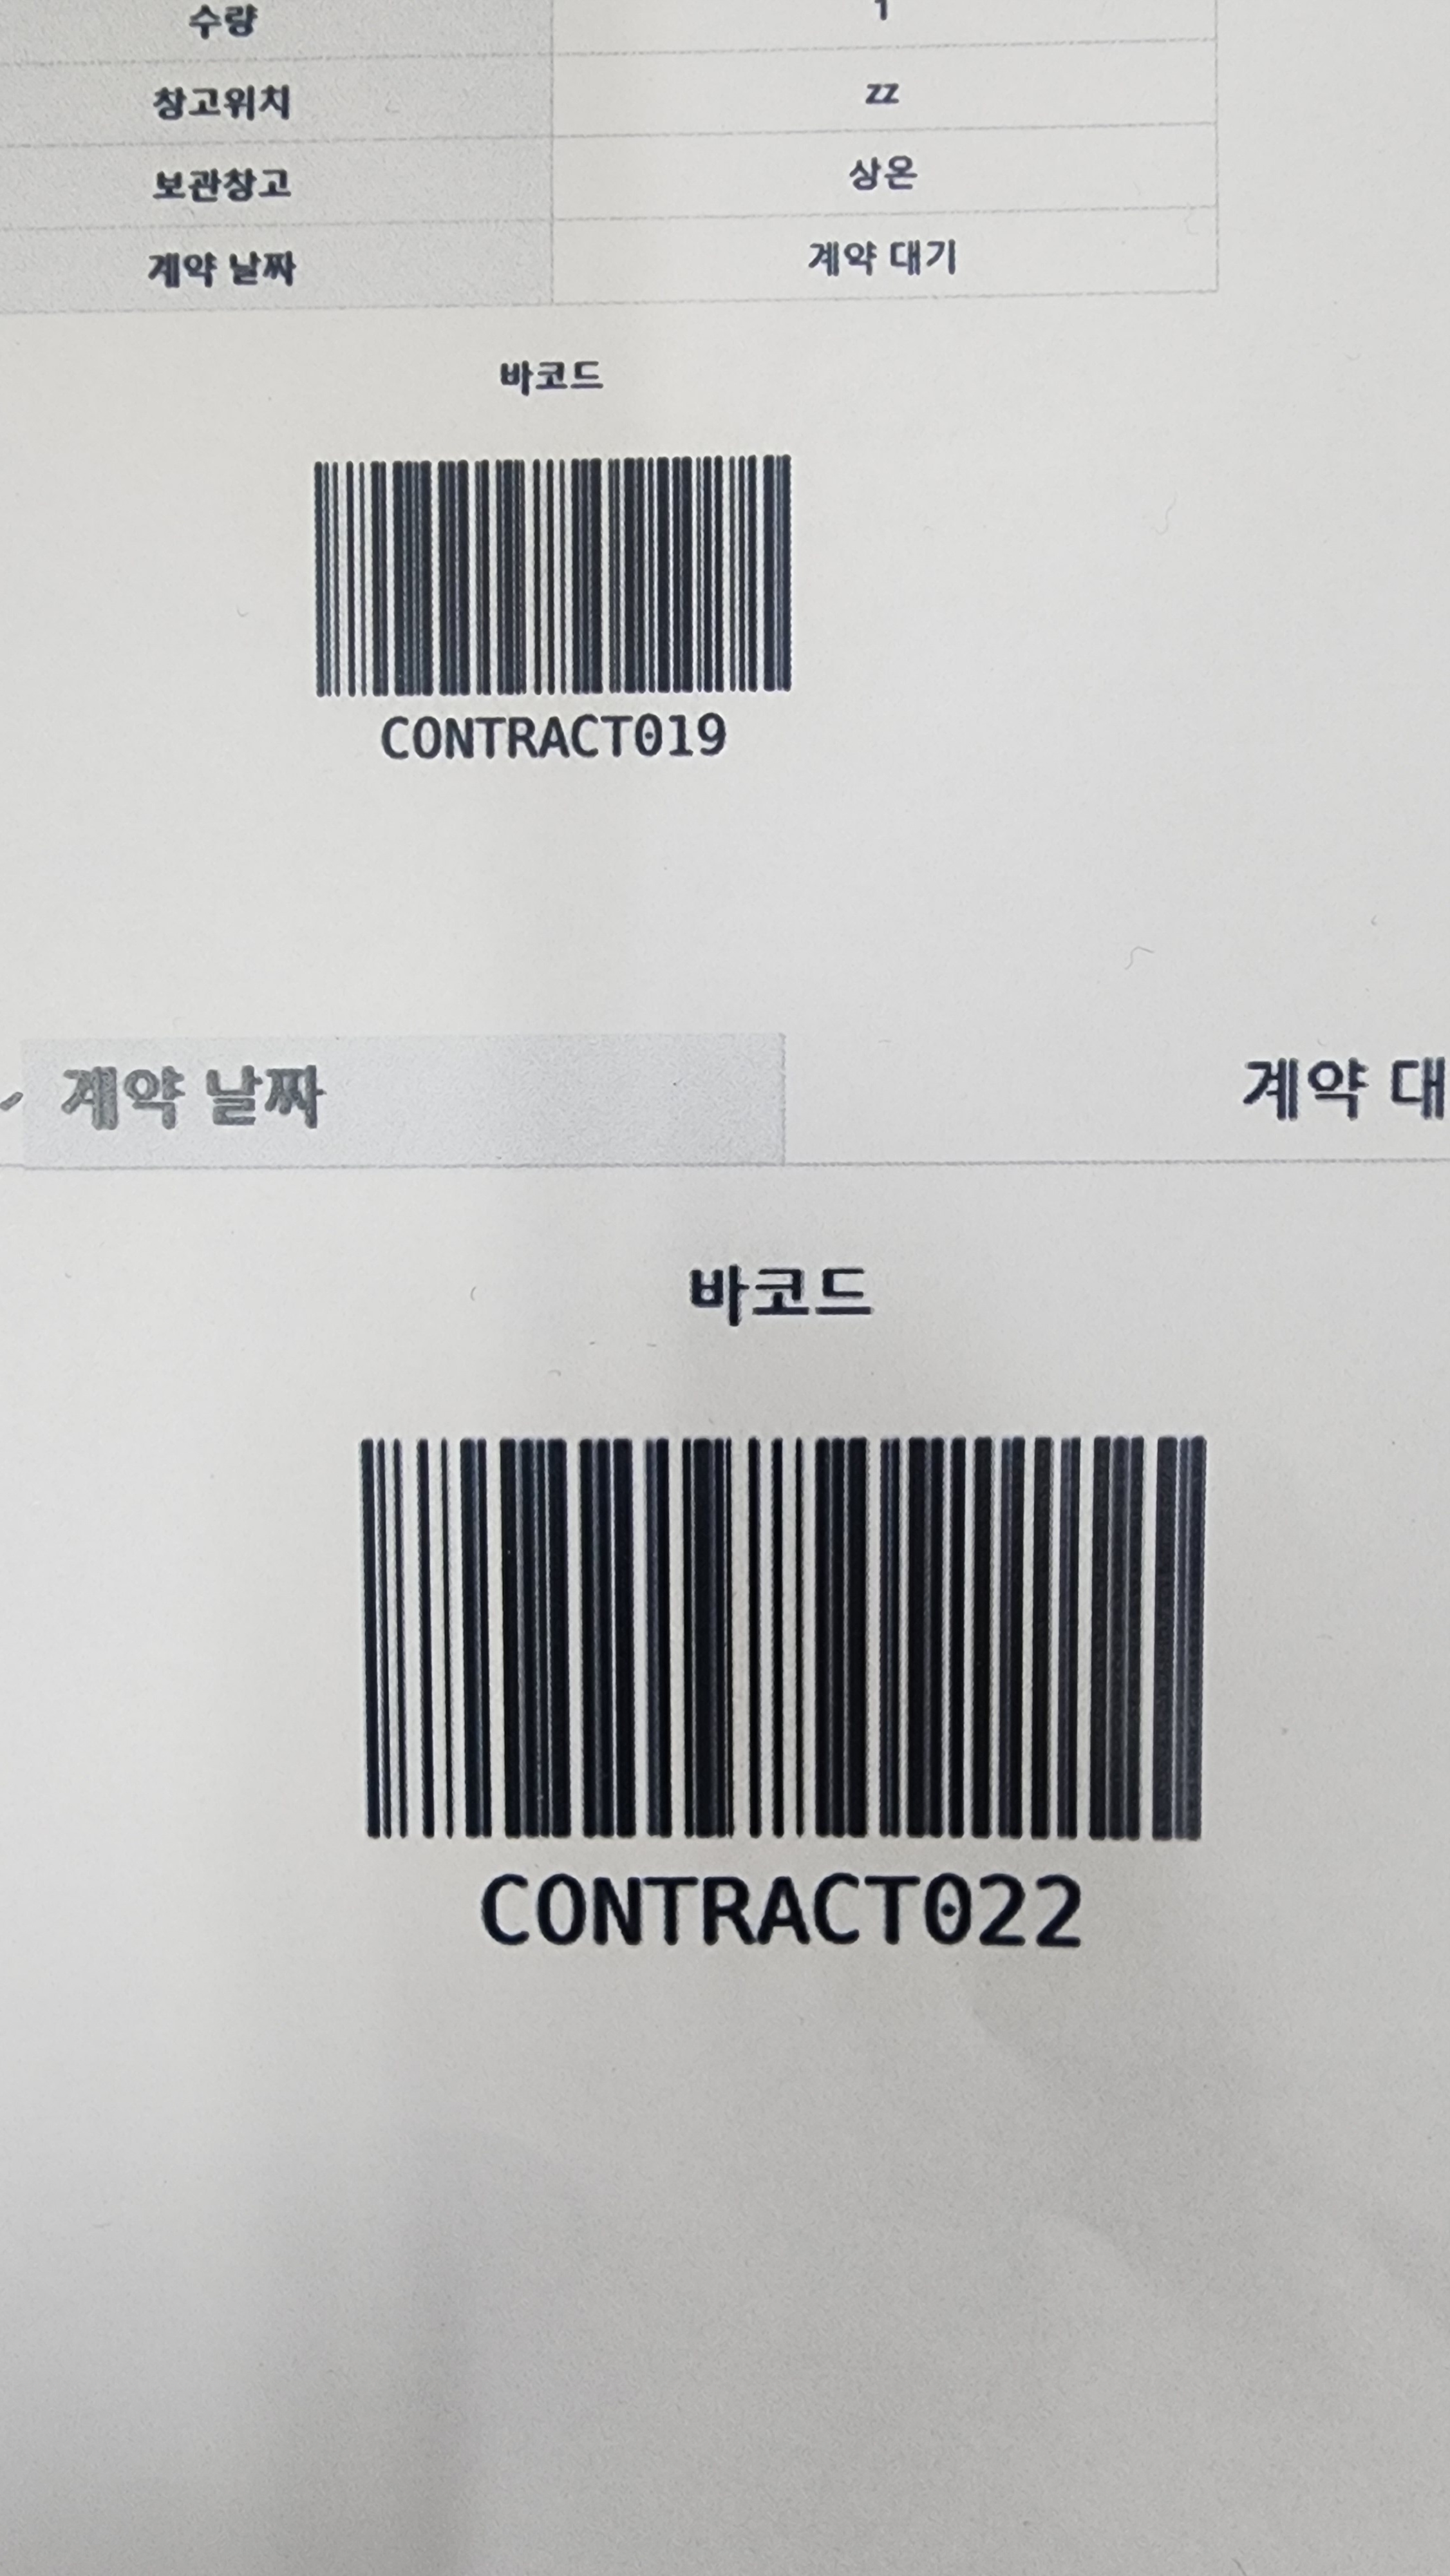 수량 1
창고위치 zz
보관창고 상온
계약 날짜 계약 대기
바코드
CONTRACT019
계약 날짜 계약 대
바코드
CONTRACT022